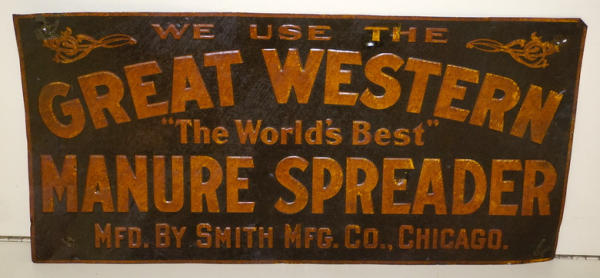 WE USE THE
GREAT WESTERN
"The World's Best"
MANURE SPREADER
MFD. BY SMITH MFG. CO., CHICAGO.